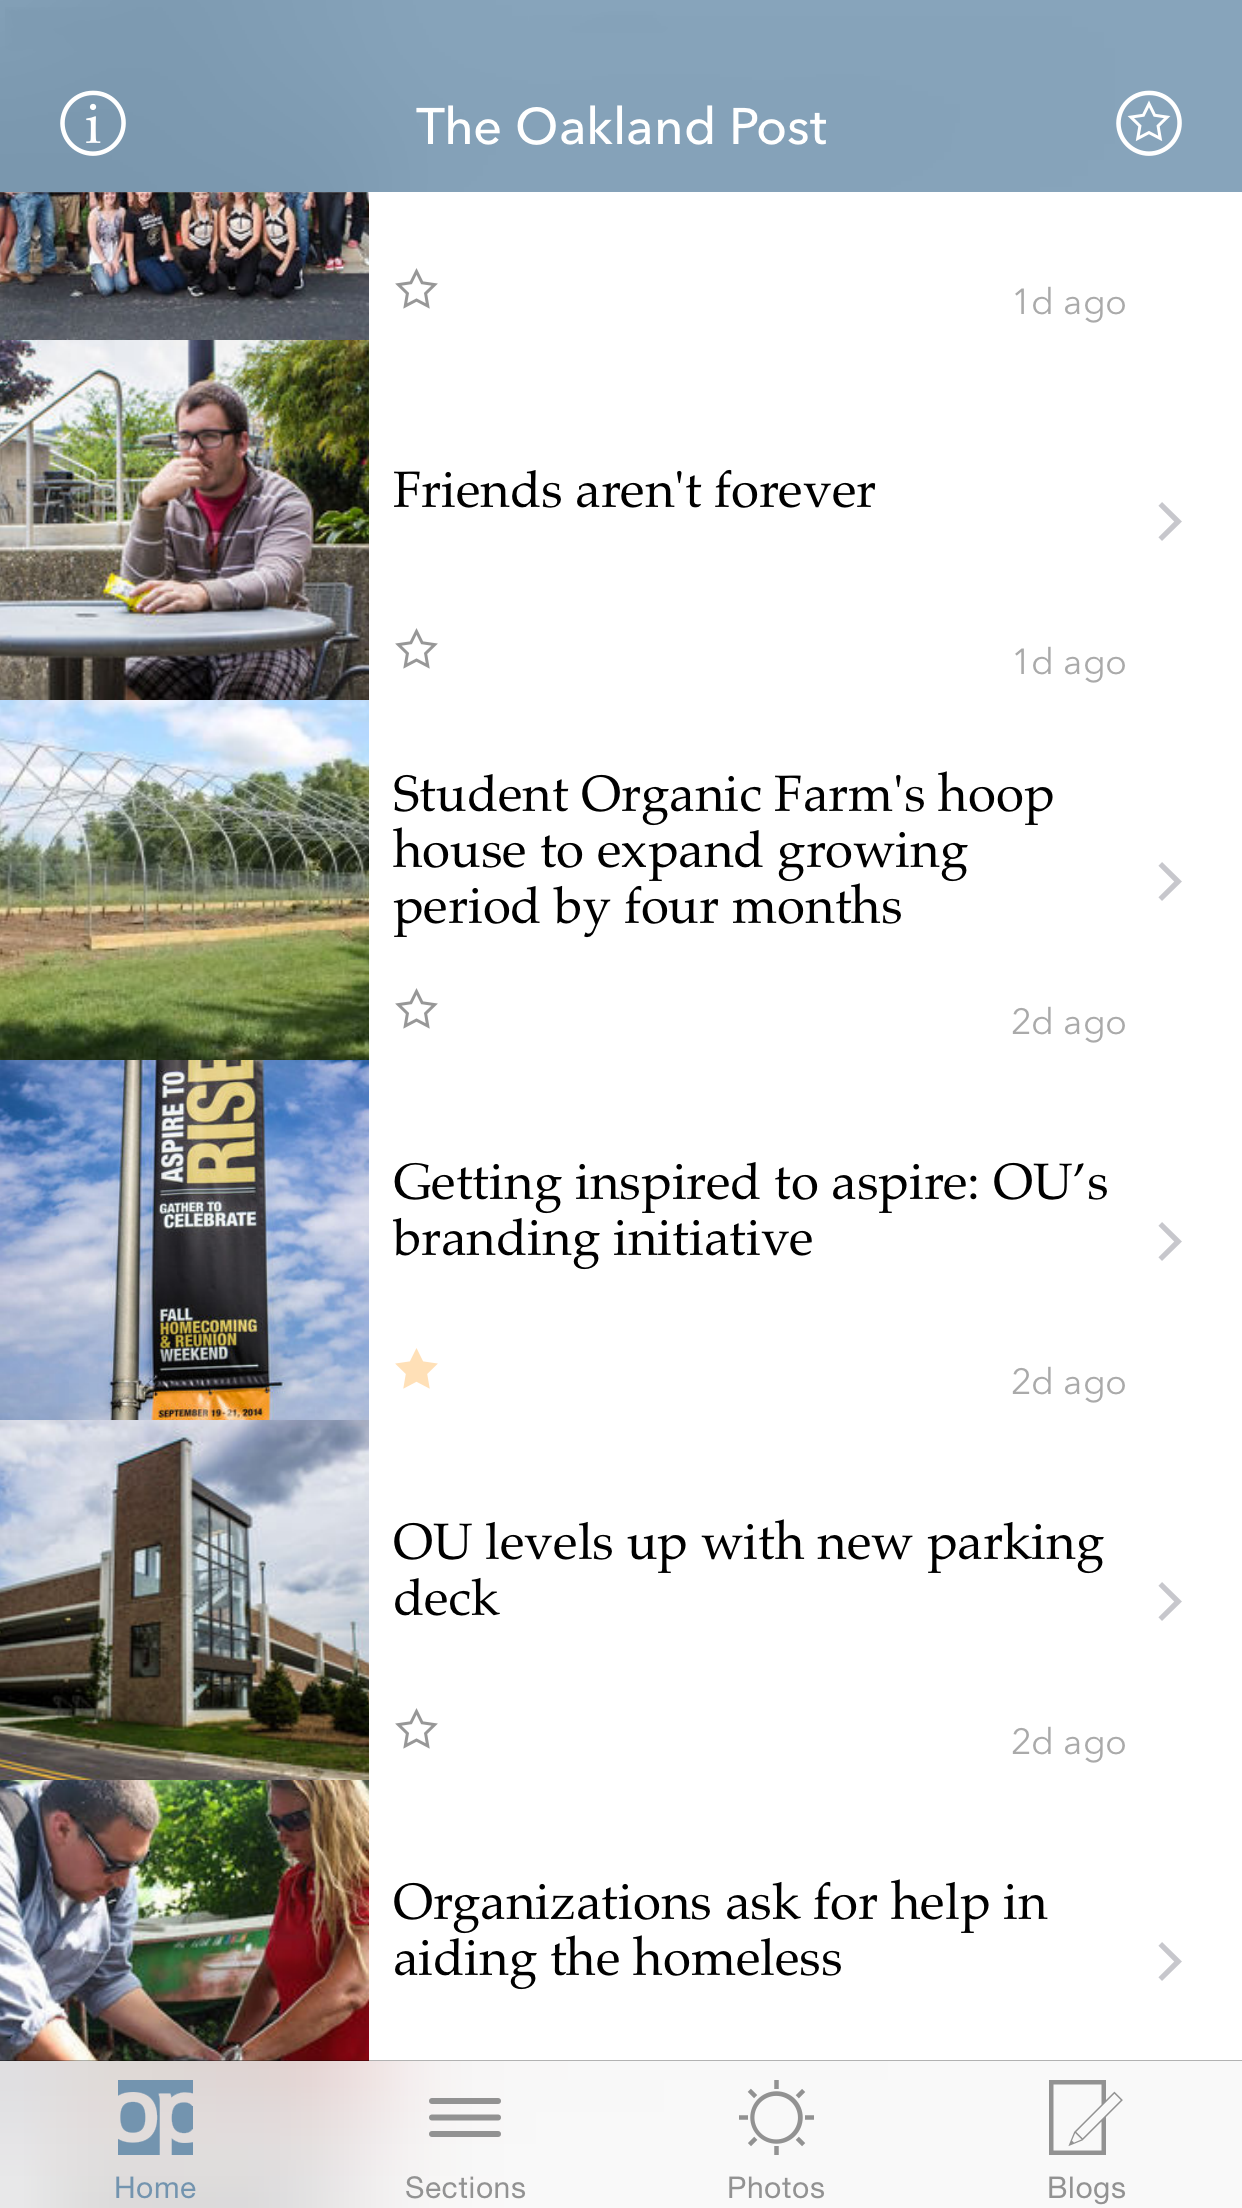 The Oakland Post
1d ago
Friends aren't forever
1d ago
Student Organic Farm's hoop
house to expand growing
period by four months
2d ago
ASPIRE TO
RISE
GATHER TO
CELEBRATE
FALL
HOMECOMING
& REUNION
WEEKEND
SEPTEMBER 19-21, 2014
Getting inspired to aspire: OU’s
branding initiative
2d ago
OU levels up with new parking
deck
2d ago
Organizations ask for help in
aiding the homeless
op
Home
Sections
Photos
Blogs